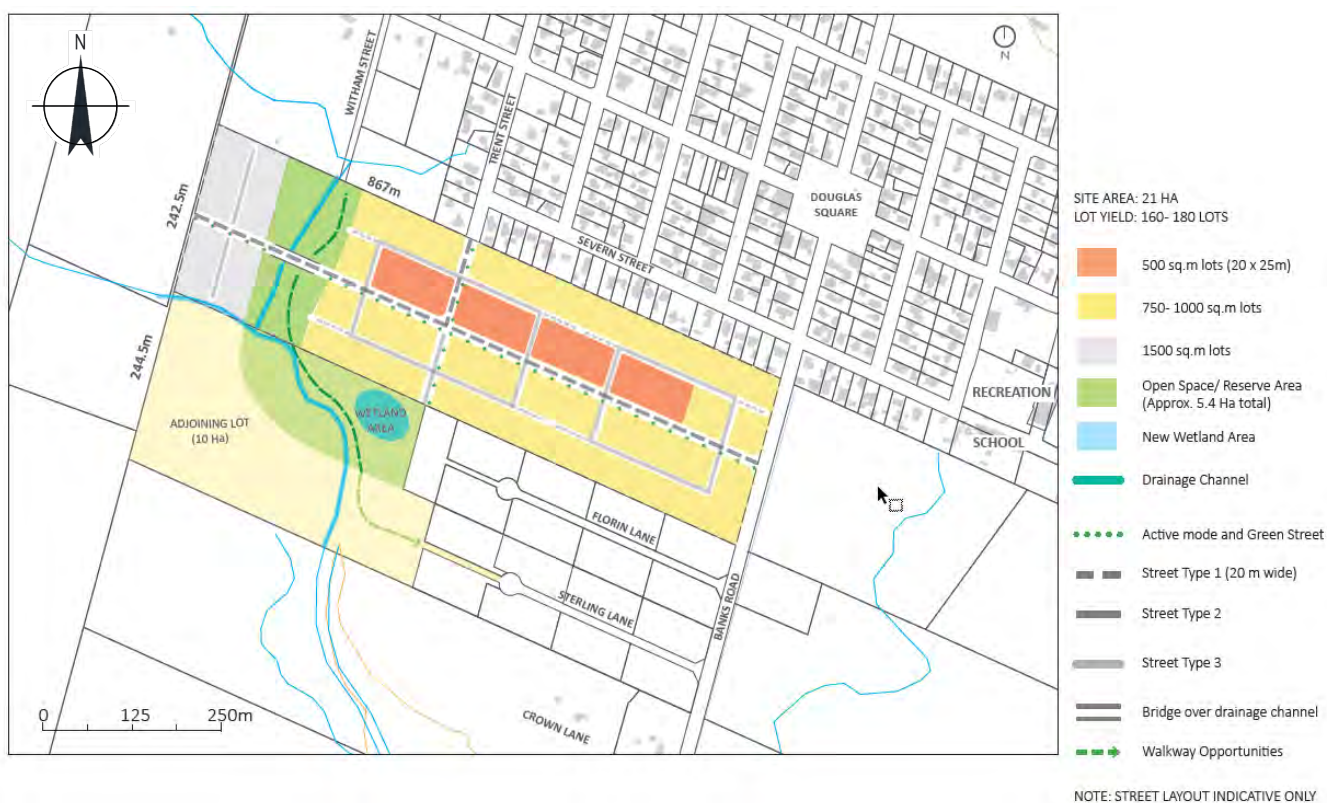 N
N
WITHAM STREET
TRENT STREET
867m
242.5m
DOUGLAS
SQUARE
SEVERN STREET
244.5m
RECREATION
SCHOOL
WETLAND
AREA
ADJOINING LOT
(10 Ha)
FLORIN LANE
STERLING LANE
BANKS ROAD
CROWN LANE
0 125 250m
SITE AREA: 21 HA
LOT YIELD: 160- 180 LOTS
500 sq.m lots (20 x 25m)
750- 1000 sq.m lots
1500 sq.m lots
Open Space/ Reserve Area
(Approx. 5.4 Ha total)
New Wetland Area
Drainage Channel
Active mode and Green Street
Street Type 1 (20 m wide)
Street Type 2
Street Type 3
Bridge over drainage channel
Walkway Opportunities
NOTE: STREET LAYOUT INDICATIVE ONLY